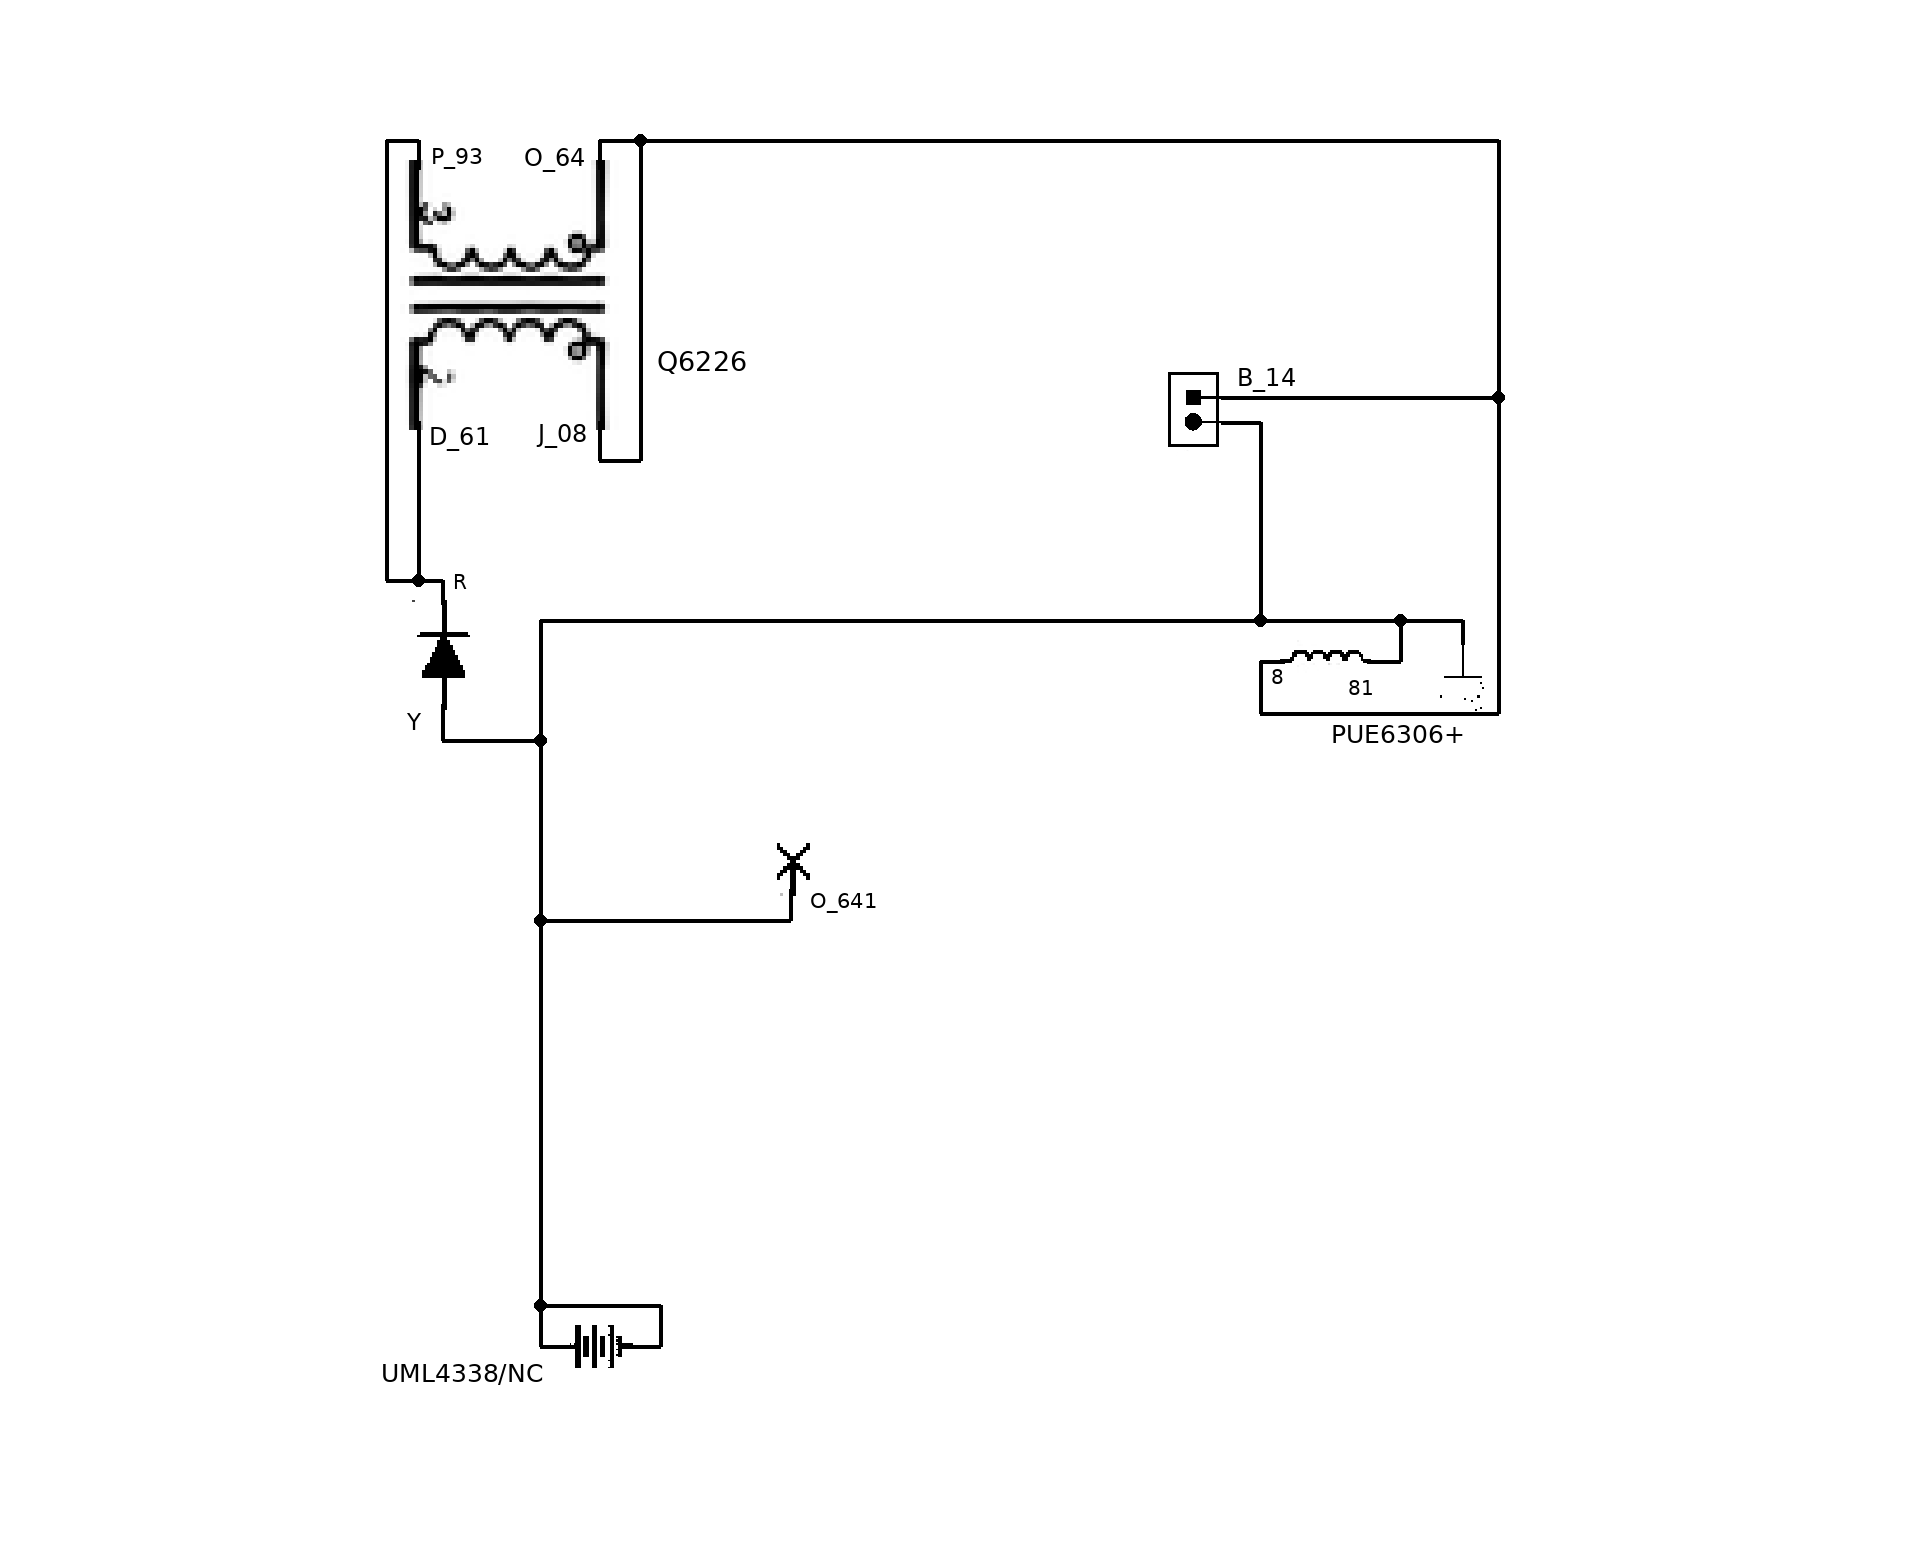 P_93 O_64
Q6226
B_14
D_61 J_08
R
8
81
Y
PUE6306+
O_641
UML4338/NC